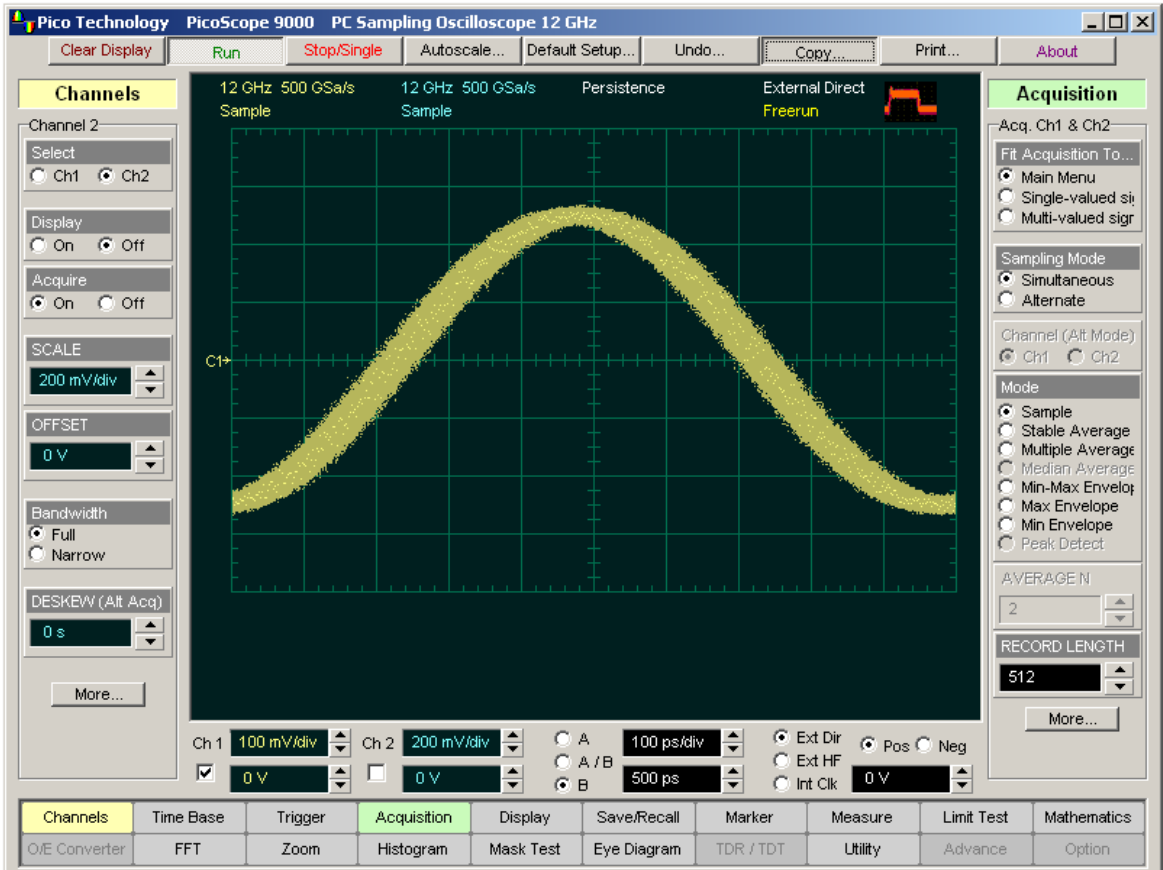 Pico Technology PicoScope 9000 PC Sampling Oscilloscope 12 GHz
Clear Display Run Stop/Single Autoscale... Default Setup... Undo... Copy... Print... About
Channels
Channel 2
Select
Ch1 Ch2
Display
On Off
Acquire
On Off
SCALE
200 mV/div
OFFSET
0 V
Bandwidth
Full
Narrow
DESKEW (Alt Acq)
0 s
More...
12 GHz 500 GSa/s 12 GHz 500 GSa/s Persistence External Direct
Sample Sample Freerun
C1
Acquisition
Acq. Ch1 & Ch2
Fit Acquisition To...
Main Menu
Single-valued si
Multi-valued sigr
Sampling Mode
Simultaneous
Alternate
Channel (Alt Mode)
Ch1 Ch2
Mode
Sample
Stable Average
Multiple Average
Median Average
Min-Max Envelop
Max Envelope
Min Envelope
Peak Detect
AVERAGE N
2
RECORD LENGTH
512
More...
Ch 1 100 mV/div Ch 2 200 mV/div A 100 ps/div Ext Dir Pos Neg
A / B Ext HF
0 V 0 V B 500 ps Int Clk 0 V
Channels Time Base Trigger Acquisition Display Save/Recall Marker Measure Limit Test Mathematics
O/E Converter FFT Zoom Histogram Mask Test Eye Diagram TDR / TDT Utility Advance Option